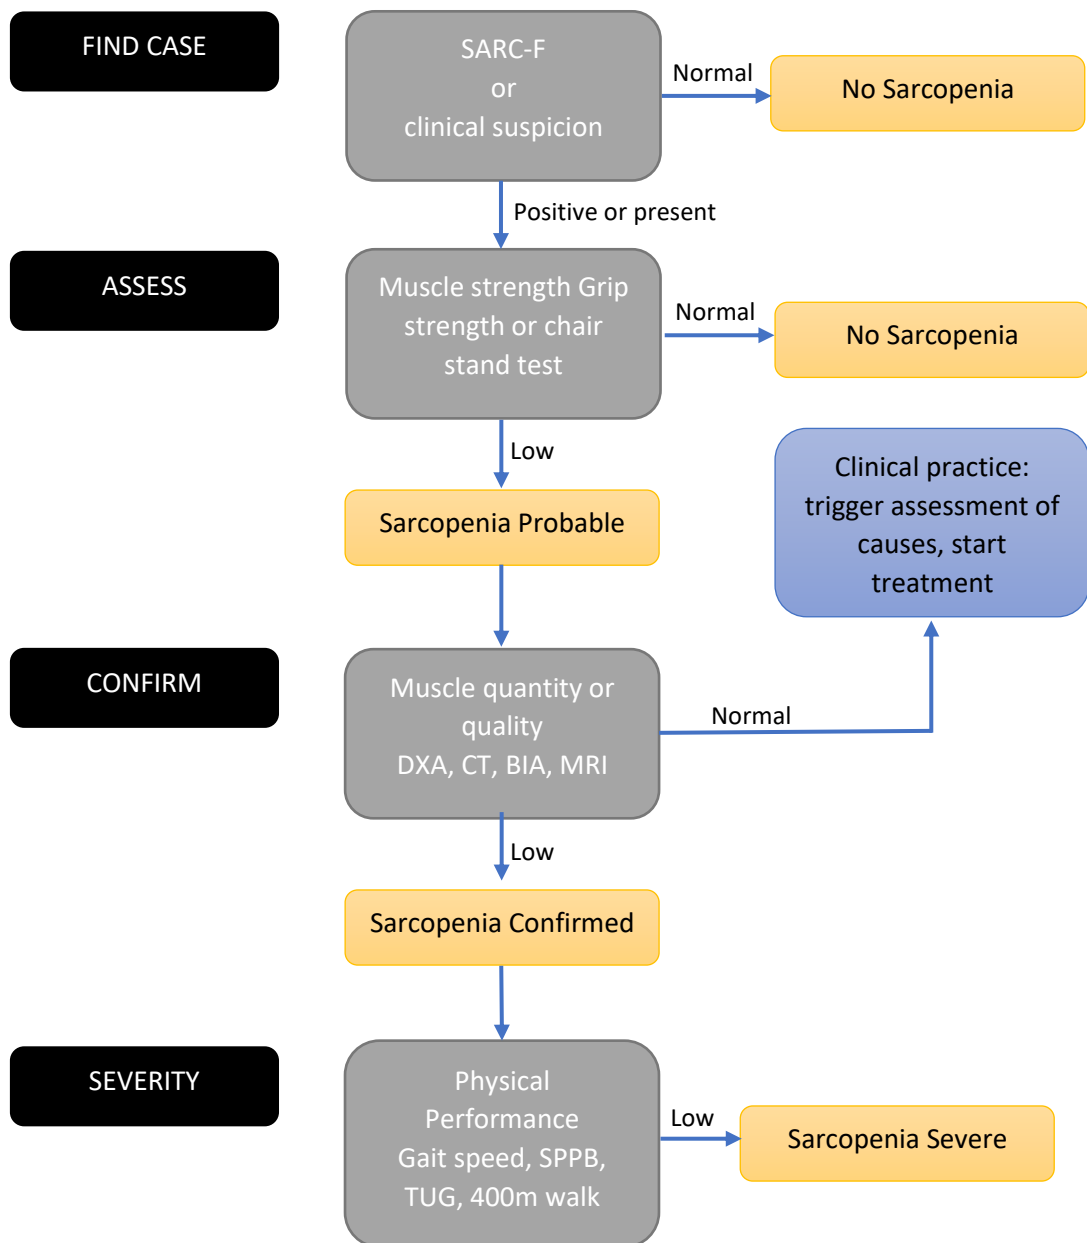 FIND CASE
SARC-F
or
clinical suspicion
Normal
No Sarcopenia
Positive or present
ASSESS
Muscle strength Grip
strength or chair
stand test
Normal
No Sarcopenia
Low
Sarcopenia Probable
Clinical practice:
trigger assessment of
causes, start
treatment
CONFIRM
Muscle quantity or
quality
DXA, CT, BIA, MRI
Normal
Low
Sarcopenia Confirmed
SEVERITY
Physical
Performance
Gait speed, SPPB,
TUG, 400m walk
Low
Sarcopenia Severe